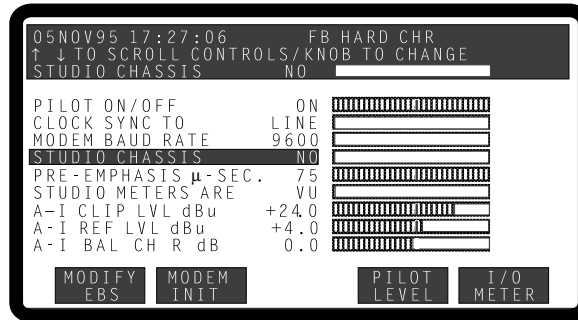 05NOV95 17:27:06 FB HARD CHR
↑ ↓ TO SCROLL CONTROLS/KNOB TO CHANGE
STUDIO CHASSIS NO
PILOT ON/OFF ON
CLOCK SYNC TO LINE
MODEM BAUD RATE 9600
STUDIO CHASSIS NO
PRE-EMPHASIS µ-SEC. 75
STUDIO METERS ARE VU
A-I CLIP LVL dBu +24.0
A-I REF LVL dBu +4.0
A-I BAL CH R dB 0.0
MODIFY EBS MODEM INIT PILOT LEVEL I/O METER